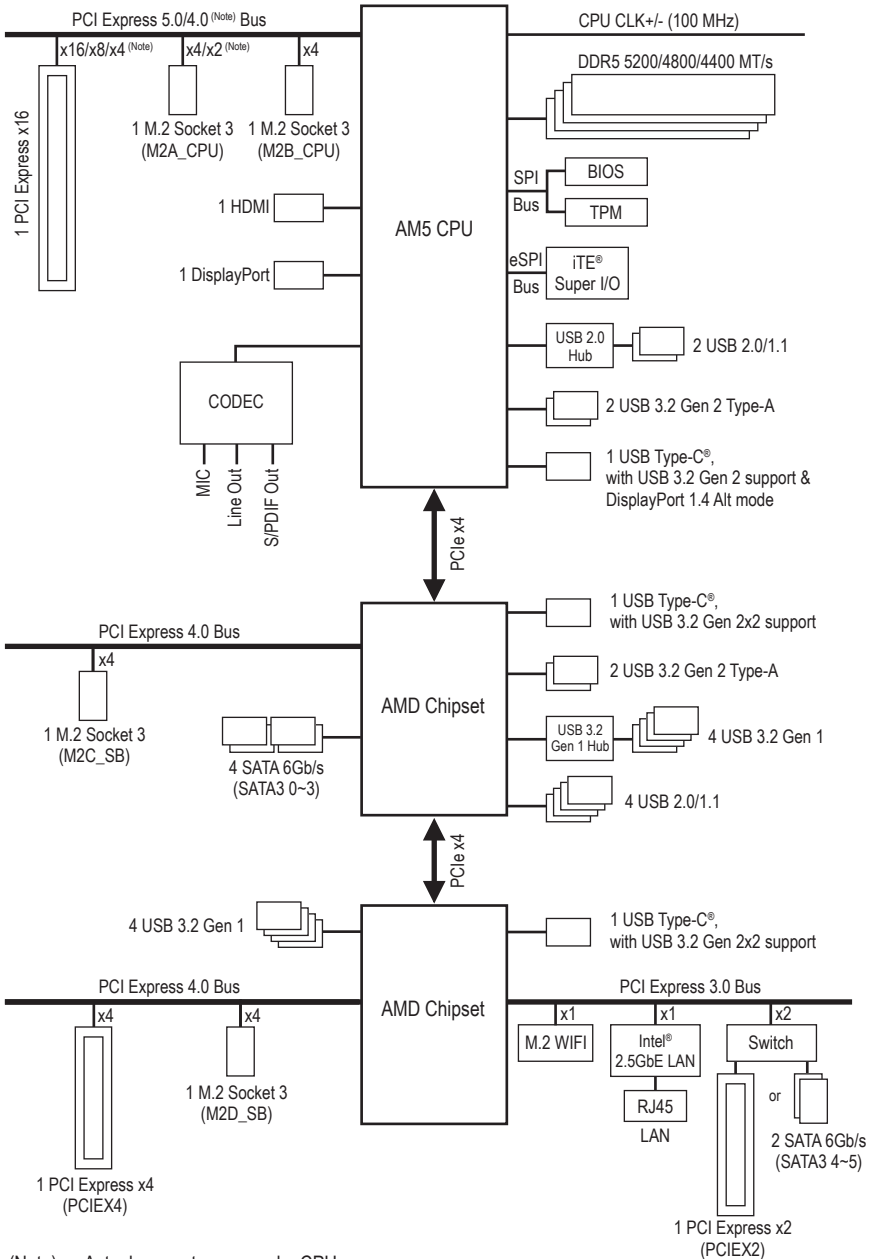 PCI Express 5.0/4.0 (Note) Bus
CPU CLK+/- (100 MHz)
x16/x8/x4 (Note)
x4/x2 (Note)
x4
DDR5 5200/4800/4400 MT/s
1 PCI Express x16
1 M.2 Socket 3
(M2A_CPU)
1 M.2 Socket 3
(M2B_CPU)
SPI
Bus
BIOS
TPM
1 HDMI
AM5 CPU
1 DisplayPort
eSPI
Bus
iTE®
Super I/O
USB 2.0
Hub
2 USB 2.0/1.1
CODEC
2 USB 3.2 Gen 2 Type-A
MIC
Line Out
S/PDIF Out
1 USB Type-C®,
with USB 3.2 Gen 2 support &
DisplayPort 1.4 Alt mode
PCIe x4
1 USB Type-C®,
with USB 3.2 Gen 2x2 support
PCI Express 4.0 Bus
x4
2 USB 3.2 Gen 2 Type-A
AMD Chipset
1 M.2 Socket 3
(M2C_SB)
4 SATA 6Gb/s
(SATA3 0~3)
USB 3.2
Gen 1 Hub
4 USB 3.2 Gen 1
4 USB 2.0/1.1
PCIe x4
4 USB 3.2 Gen 1
1 USB Type-C®,
with USB 3.2 Gen 2x2 support
PCI Express 4.0 Bus
AMD Chipset
PCI Express 3.0 Bus
x4
x4
x1
x1
x2
M.2 WIFI
Intel®
2.5GbE LAN
Switch
1 M.2 Socket 3
(M2D_SB)
RJ45
LAN
or
2 SATA 6Gb/s
(SATA3 4~5)
1 PCI Express x4
(PCIEX4)
1 PCI Express x2
(PCIEX2)